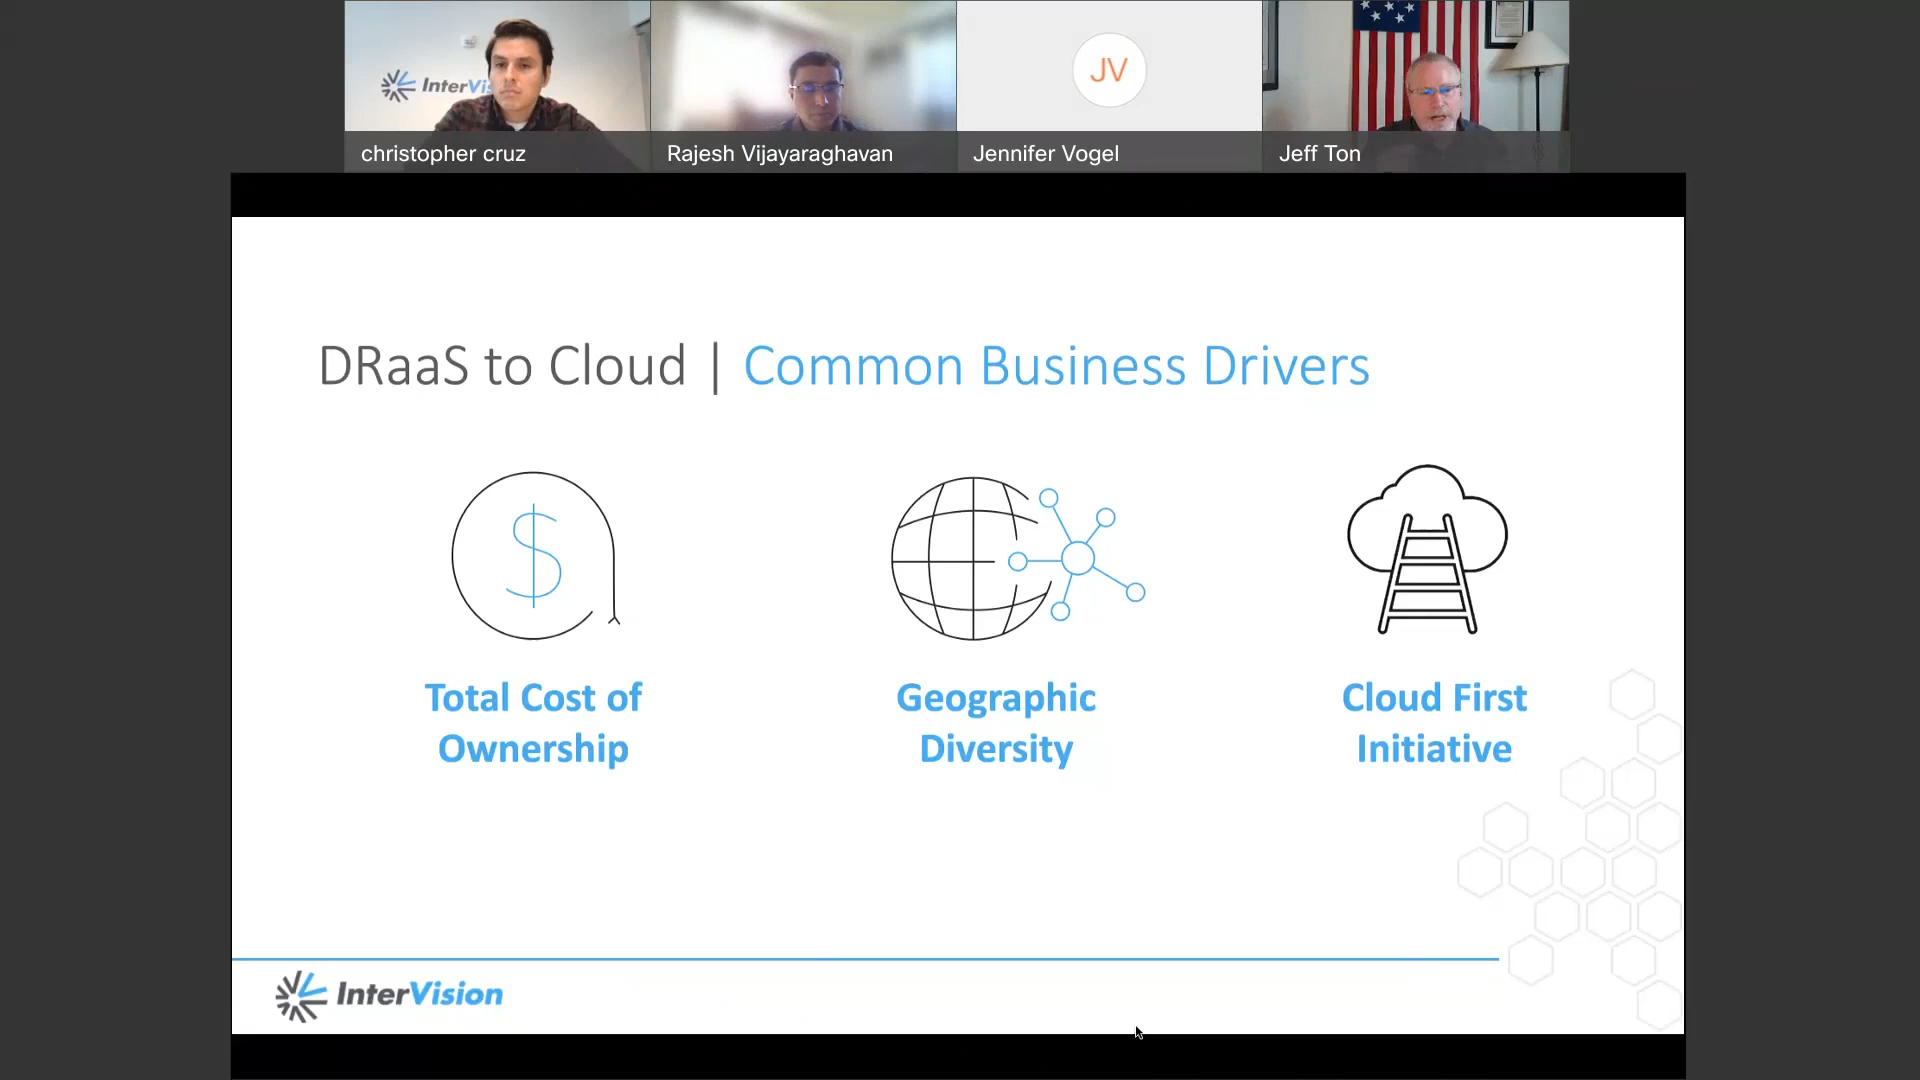 InterVis
christopher cruz
Rajesh Vijayaraghavan
JV
Jennifer Vogel
Jeff Ton
DRaaS to Cloud | Common Business Drivers
$
Total Cost of
Ownership
Geographic
Diversity
Cloud First
Initiative
InterVision